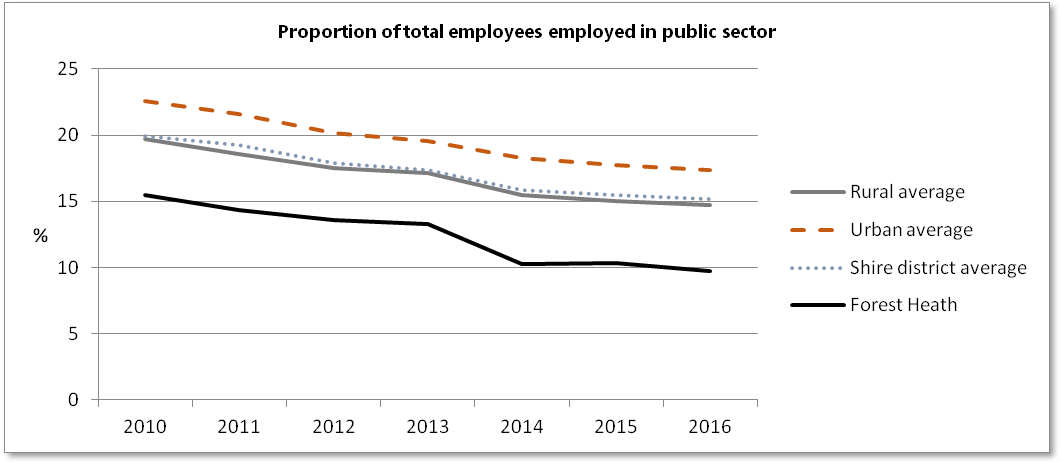 Proportion of total employees employed in public sector
25
20
15
10
5
0
%
2010 2011 2012 2013 2014 2015 2016
Rural average
Urban average
Shire district average
Forest Heath